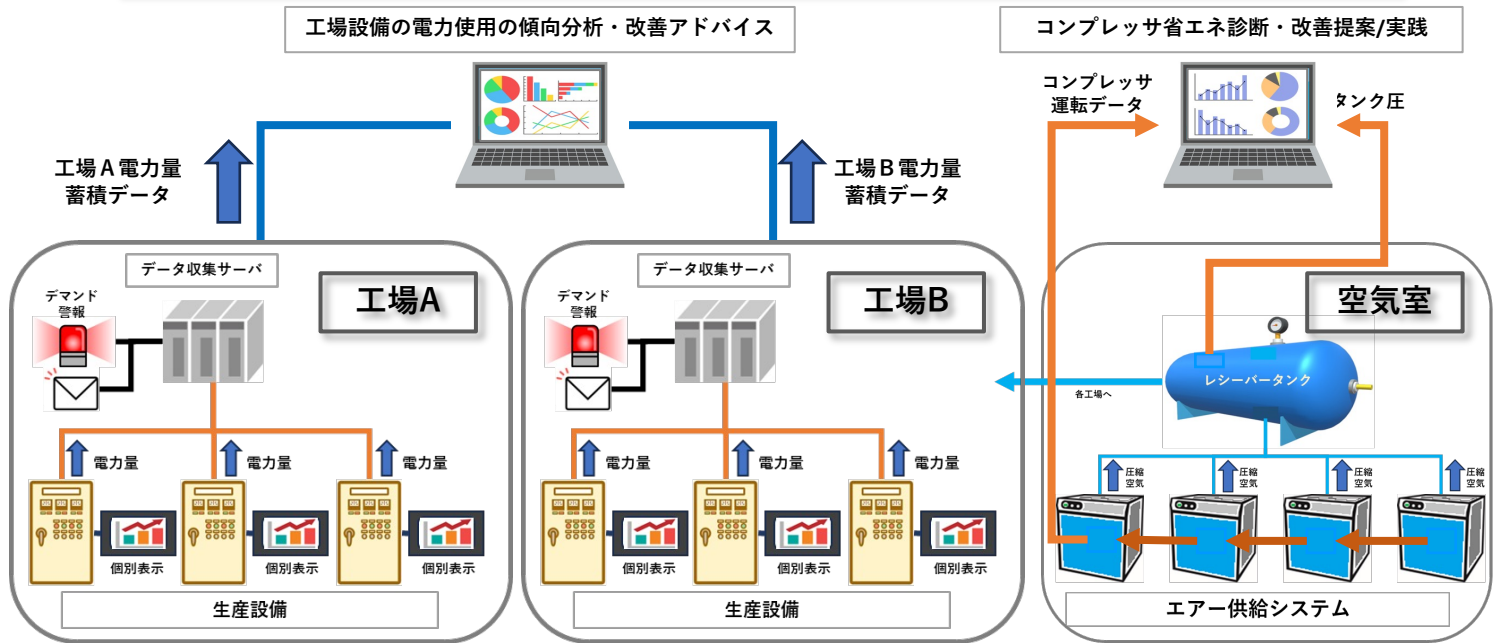 工場設備の電力使用の傾向分析・改善アドバイス
コンプレッサ省エネ診断・改善提案/実践
コンプレッサ
運転データ
タンク圧
工場A電力量
蓄積データ
工場B電力量
蓄積データ
データ収集サーバ
工場A
デマンド
警報
電力量
電力量
電力量
個別表示
個別表示
個別表示
生産設備
データ収集サーバ
工場B
デマンド
警報
電力量
電力量
電力量
個別表示
個別表示
個別表示
生産設備
空気室
レシーバータンク
各工場へ
圧縮
空気
圧縮
空気
圧縮
空気
圧縮
空気
エアー供給システム